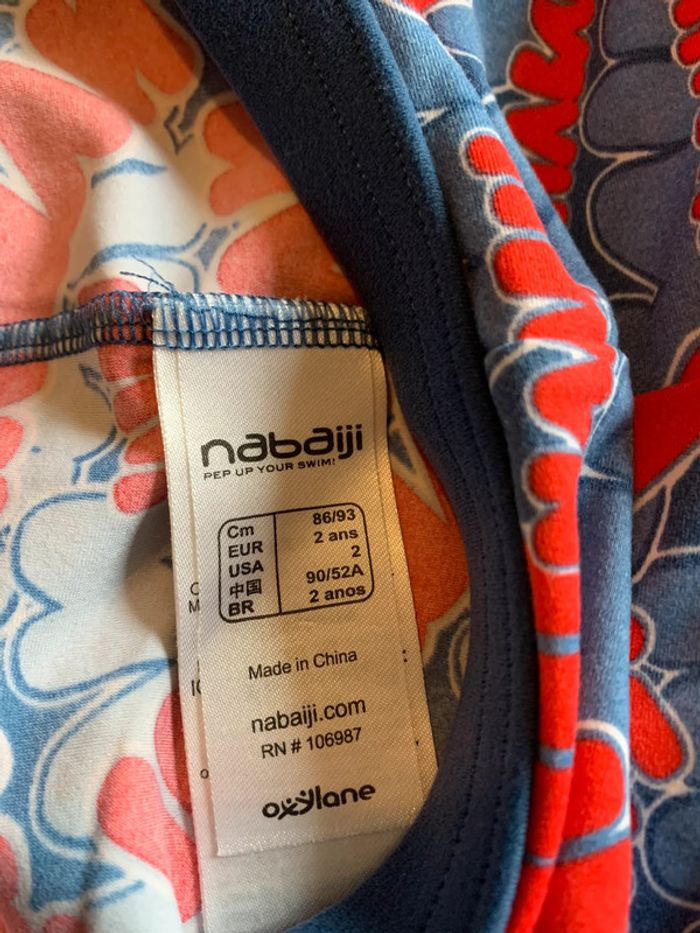 nabaiji
PEP UP YOUR SWIM!
Cm 86/93
EUR 2 ans
USA 2
中国 90/52A
BR 2 anos
Made in China
nabaiji.com
RN # 106987
oxylane